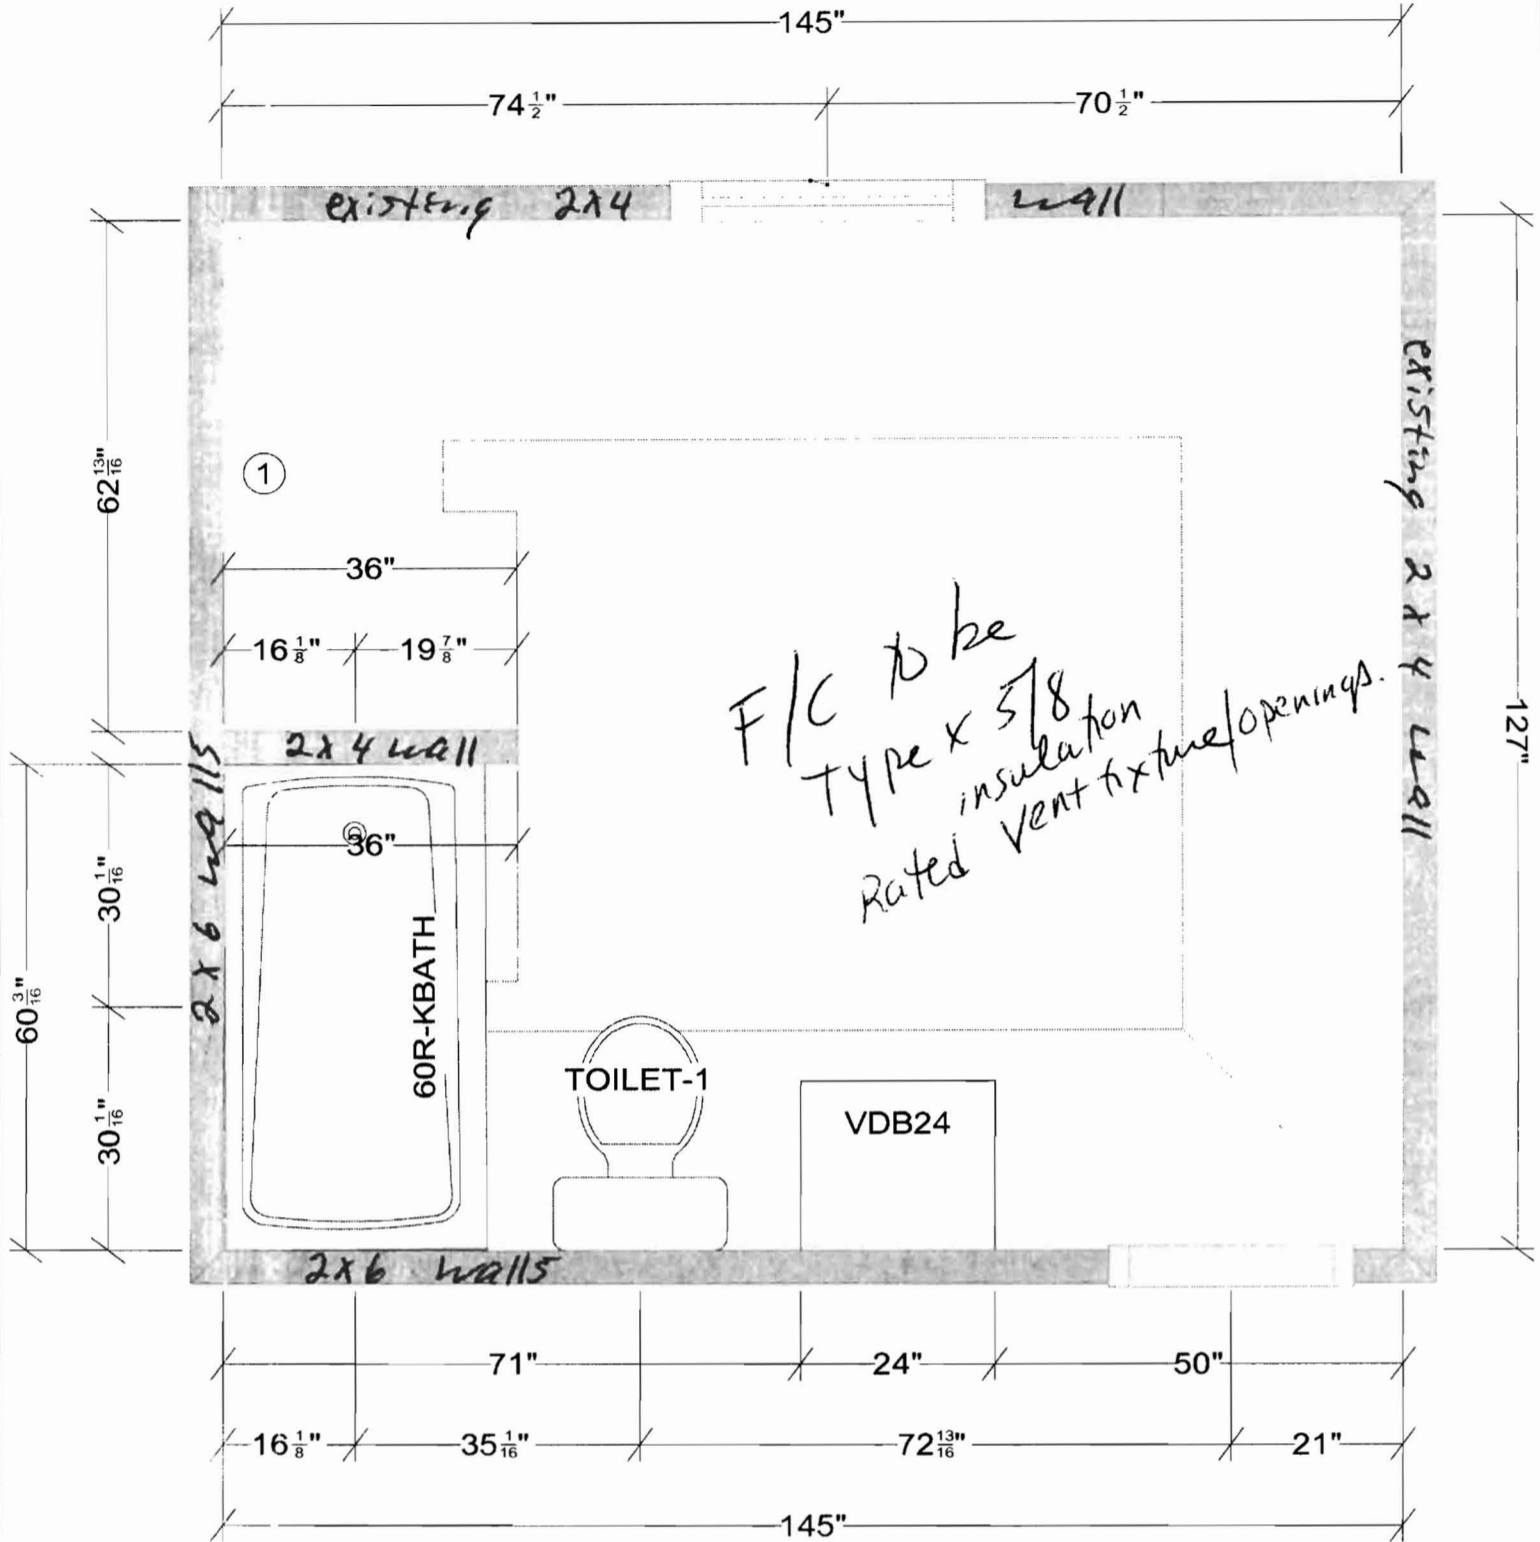 145"
74 1/2"
70 1/2"
existing 2x4 wall
62 13/16"
127"
existing 2x4 wall
1
36"
16 1/8"
19 7/8"
F/C to be
Type x 5/8
insulation
Rated vent fixture/openings.
2x4 wall
2x6 walls
36"
30 1/16"
60 3/16"
60R-KBATH
30 1/16"
TOILET-1
VDB24
2x6 walls
71"
24"
50"
16 1/8"
35 1/16"
72 13/16"
21"
145"